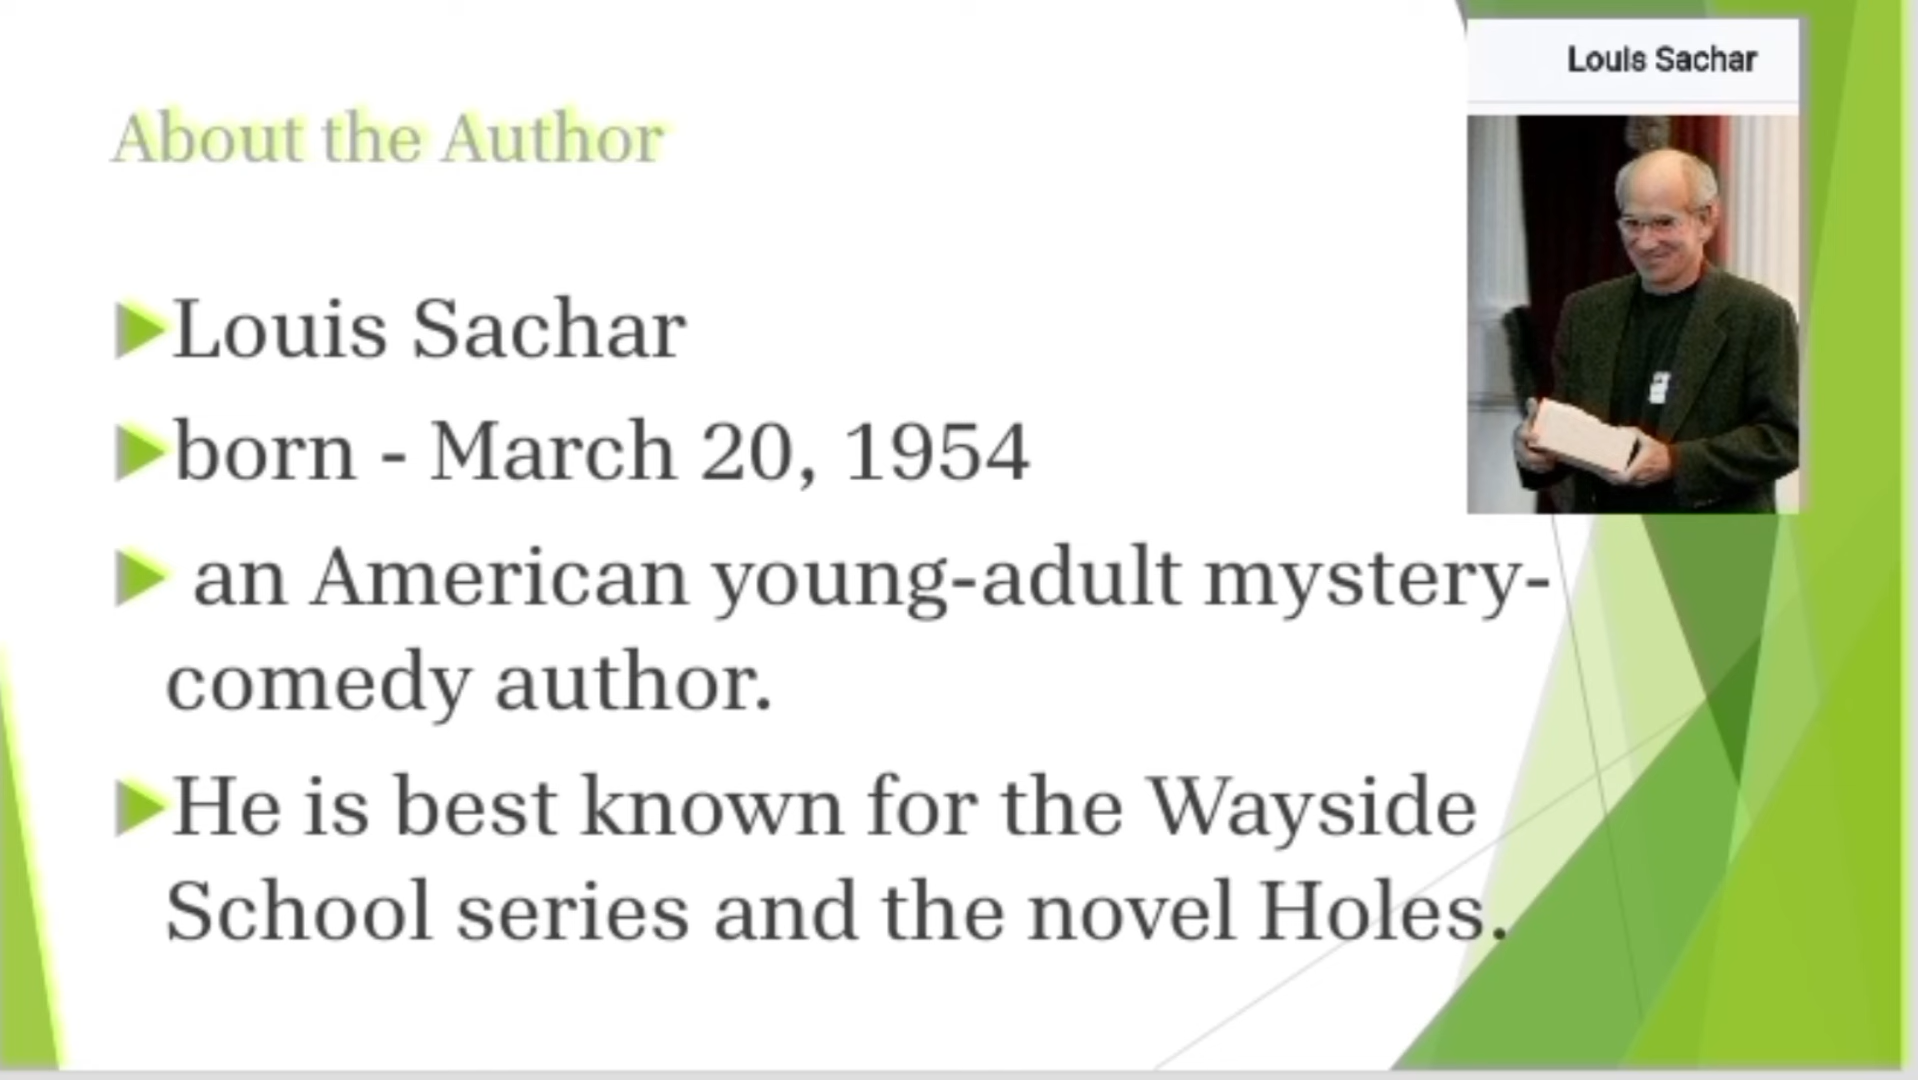 Louis Sachar
About the Author
Louis Sachar
born - March 20, 1954
an American young-adult mystery-
comedy author.
He is best known for the Wayside
School series and the novel Holes.